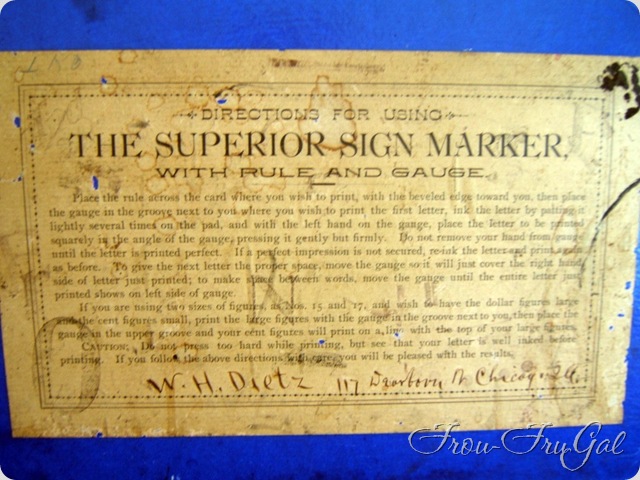 DIRECTIONS FOR USING
THE SUPERIOR SIGN MARKER,
WITH RULE AND GAUGE.
Place the rule across the card where you wish to print, with the beveled edge toward you, then place
the gauge in the groove next to you where you wish to print the first letter, ink the letter by patting it
lightly several times on the pad, and with the left hand on the gauge, place the letter to be printed
squarely in the angle of the gauge, pressing it gently but firmly. Do not remove your hand from gauge
until the letter is printed perfect. If a perfect impression is not secured, re-ink the letter and print again
as before. To give the next letter the proper space, move the gauge so it will just cover the right hand
side of letter just printed; to make space between words, move the gauge until the entire letter just
printed shows on left side of gauge.
If you are using two sizes of figures, as Nos. 15 and 17, and wish to have the dollar figures large
and the cent figures small, print the large figures with the gauge in the groove next to you, then place the
gauge in the upper groove and your cent figures will print on a line with the top of your large figures.
CAUTION. Do not press too hard while printing, but see that your letter is well inked before
printing. If you follow the above directions with care, you will be pleased with the results.
W. H. Dietz 117 Dearborn Chicago
Frou-FruGal